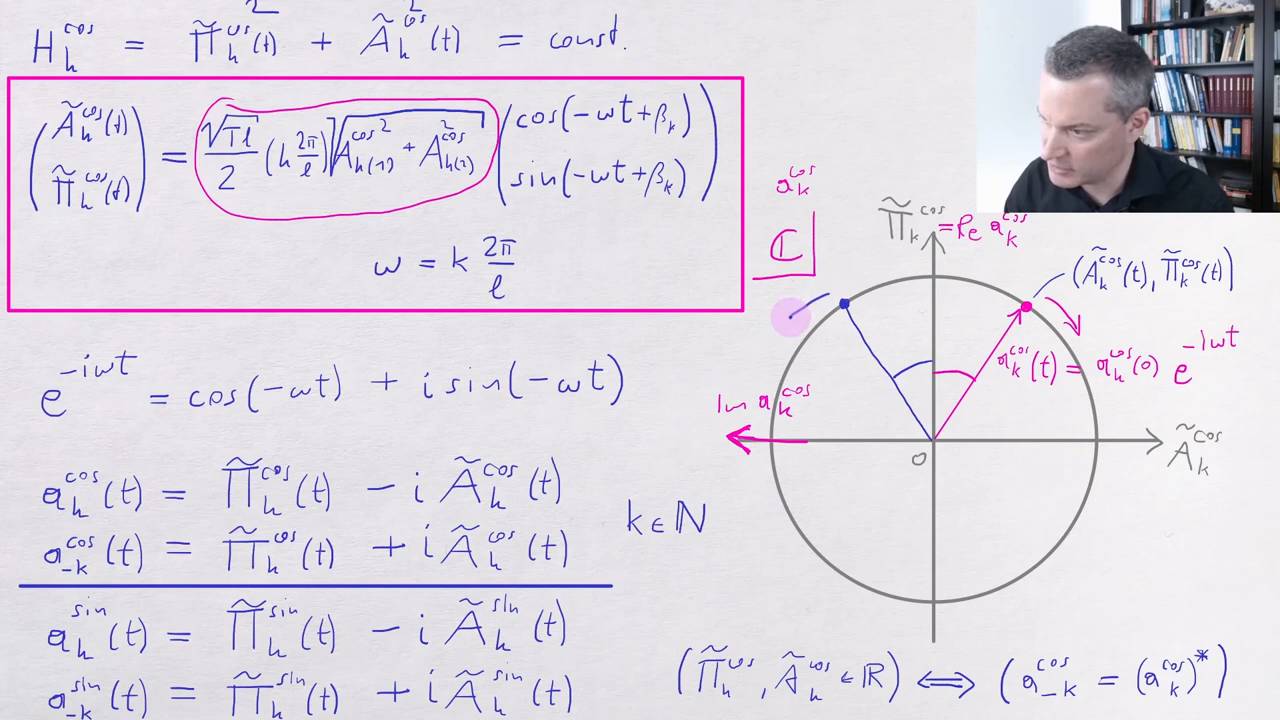 H_k^cos = Π̃_k^cos²(t) + Ã_k^cos²(t) = const.
(Ã_k^cos(t) / Π̃_k^cos(t)) = √(πl)/2 (k 2π/l) √(A_k(1)^cos² + A_k(2)^cos²) (cos(-ωt+β_k) / sin(-ωt+β_k))
ω = k 2π/l
e^-iωt = cos(-ωt) + i sin(-ωt)
a_k^cos(t) = Π̃_k^cos(t) - i Ã_k^cos(t)
a_-k^cos(t) = Π̃_k^cos(t) + i Ã_k^cos(t)
k ∈ ℕ
a_k^sin(t) = Π̃_k^sin(t) - i Ã_k^sin(t)
a_-k^sin(t) = Π̃_k^sin(t) + i Ã_k^sin(t)
a_k^cos
ℂ
Π̃_k^cos = Re a_k^cos
(Ã_k^cos(t), Π̃_k^cos(t))
a_k^cos(t) = a_k^cos(0) e^-iωt
Im a_k^cos
0
Ã_k^cos
(Π̃_k^cos, Ã_k^cos ∈ ℝ) ⟺ (a_-k^cos = (a_k^cos)*)